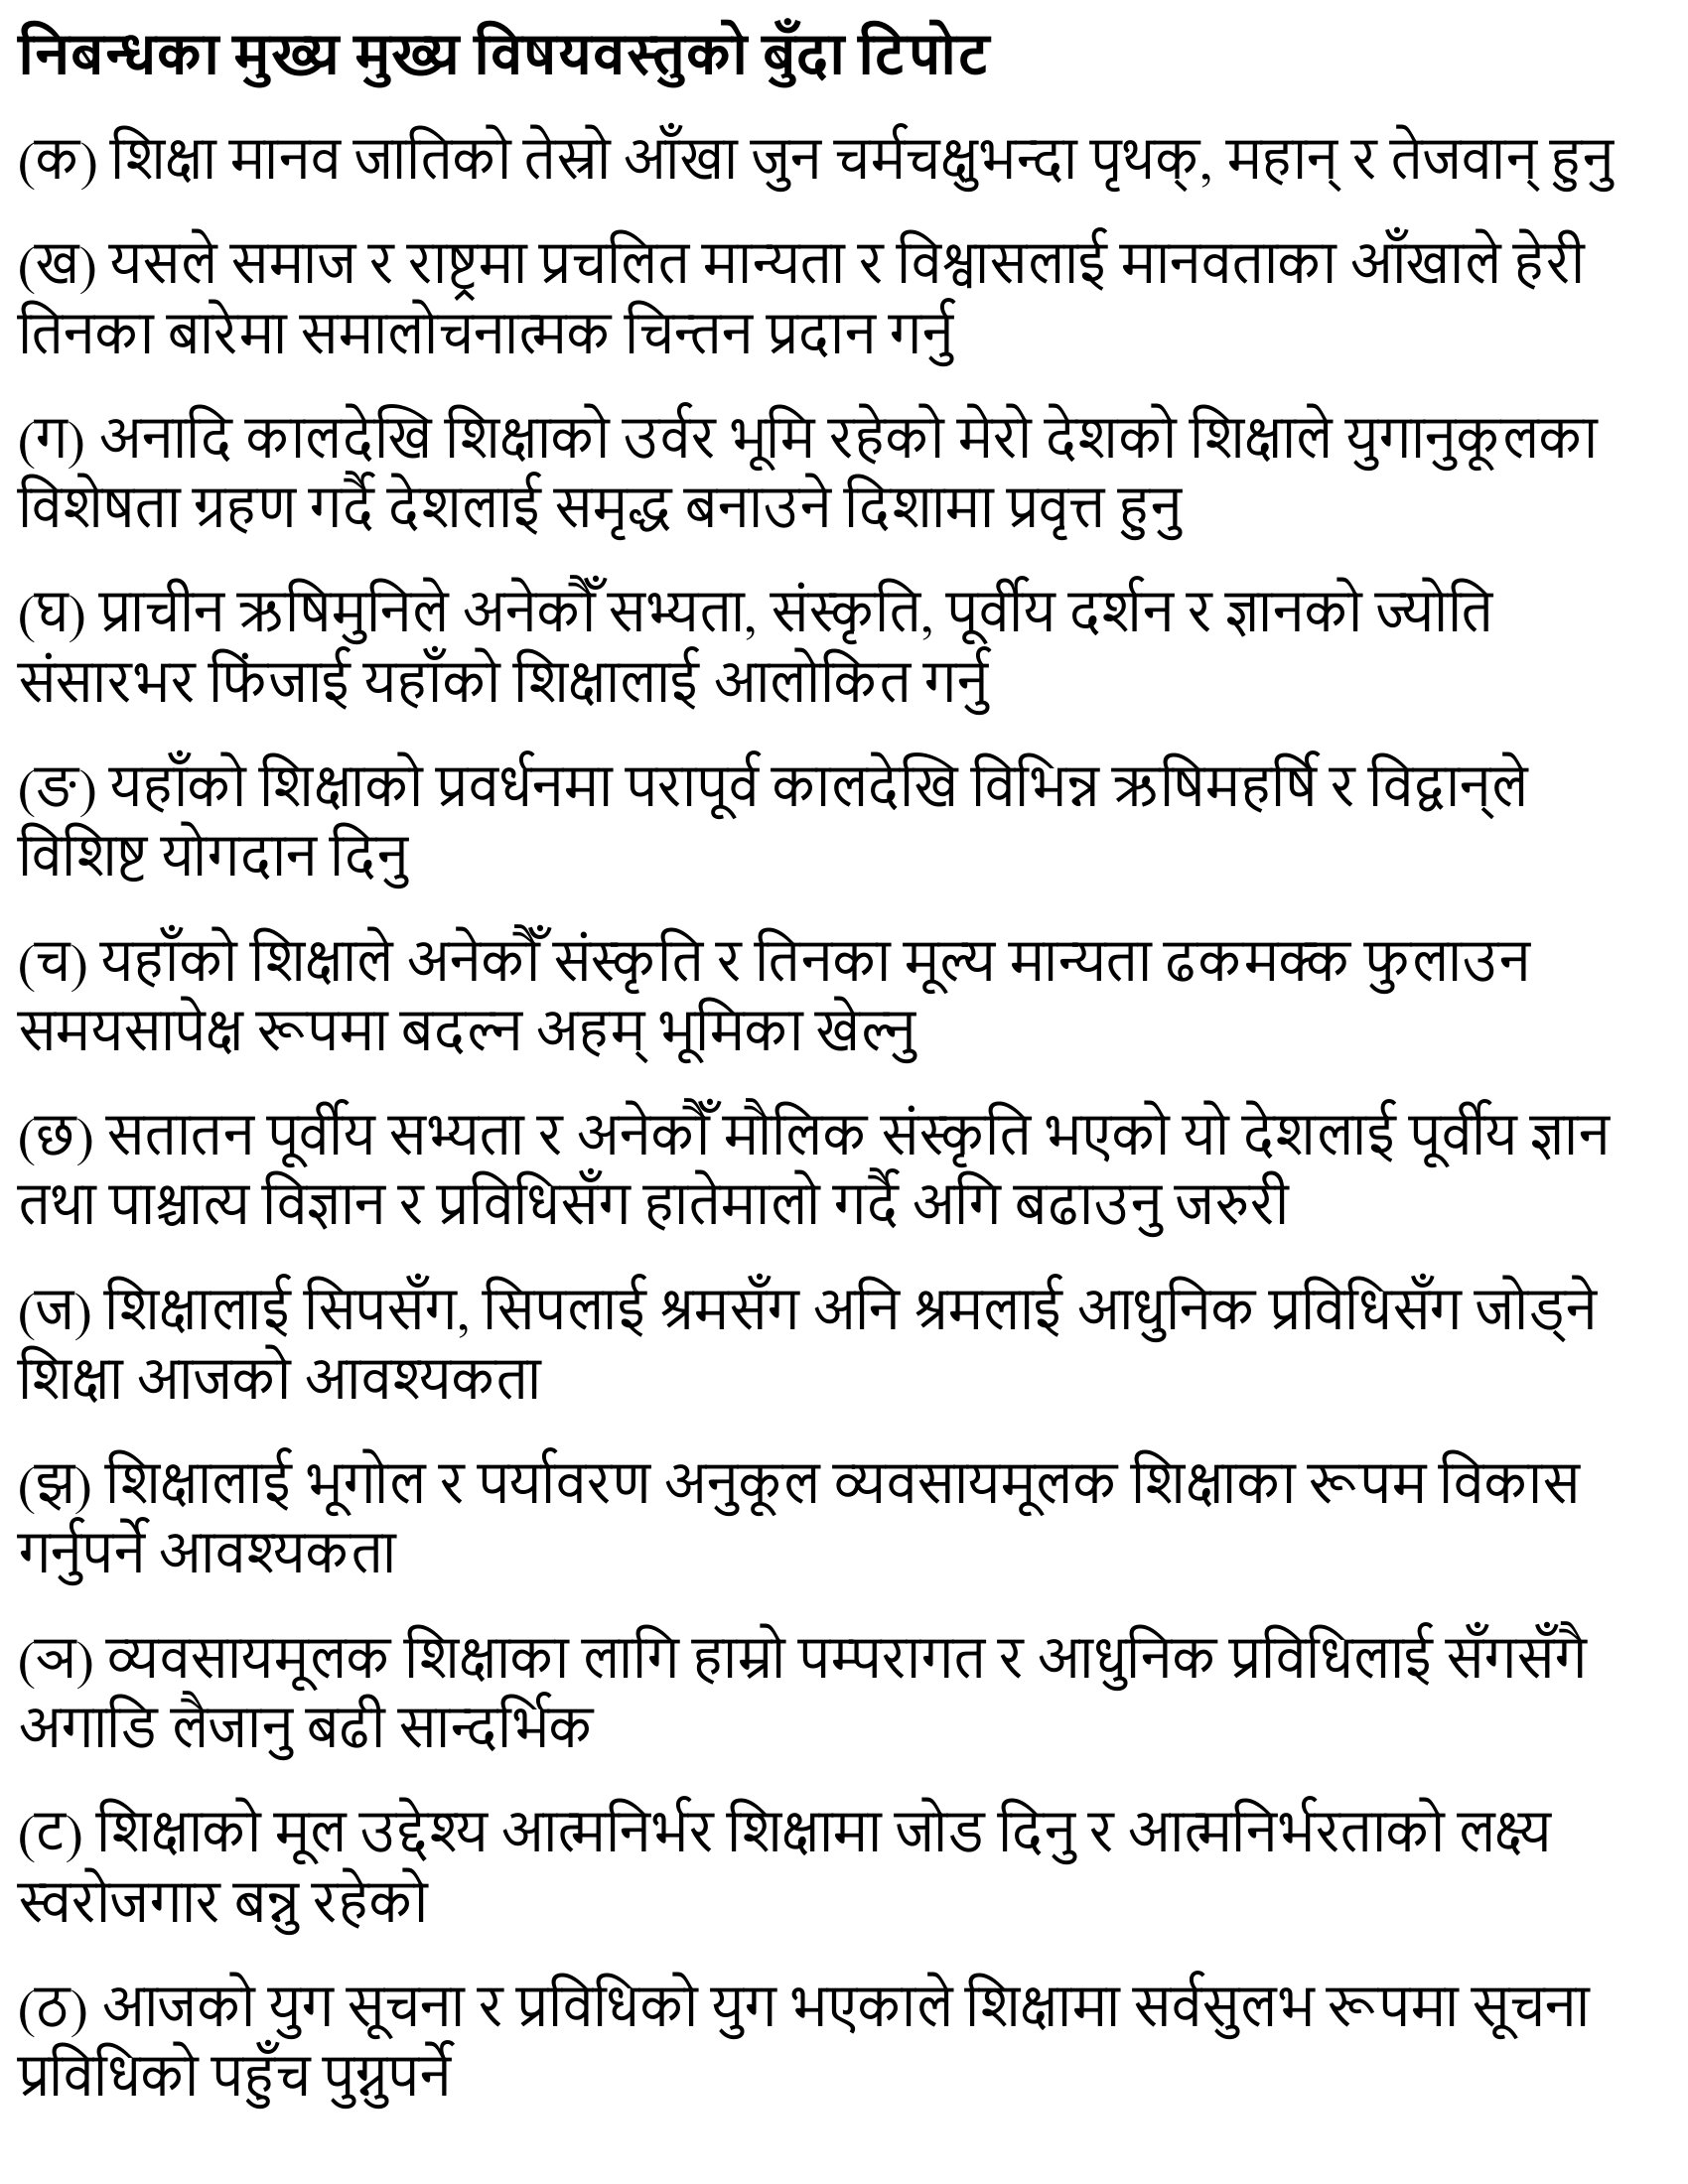 निबन्धका मुख्य मुख्य विषयवस्तुको बुँदा टिपोट
(क) शिक्षा मानव जातिको तेस्रो आँखा जुन चर्मचक्षुभन्दा पृथक्, महान् र तेजवान् हुनु
(ख) यसले समाज र राष्ट्रमा प्रचलित मान्यता र विश्वासलाई मानवताका आँखाले हेरी
तिनका बारेमा समालोचनात्मक चिन्तन प्रदान गर्नु
(ग) अनादि कालदेखि शिक्षाको उर्वर भूमि रहेको मेरो देशको शिक्षाले युगानुकूलका
विशेषता ग्रहण गर्दै देशलाई समृद्ध बनाउने दिशामा प्रवृत्त हुनु
(घ) प्राचीन ऋषिमुनिले अनेकौँ सभ्यता, संस्कृति, पूर्वीय दर्शन र ज्ञानको ज्योति
संसारभर फिंजाई यहाँको शिक्षालाई आलोकित गर्नु
(ङ) यहाँको शिक्षाको प्रवर्धनमा परापूर्व कालदेखि विभिन्न ऋषिमहर्षि र विद्वान्‌ले
विशिष्ट योगदान दिनु
(च) यहाँको शिक्षाले अनेकौँ संस्कृति र तिनका मूल्य मान्यता ढकमक्क फुलाउन
समयसापेक्ष रूपमा बदल्न अहम् भूमिका खेल्नु
(छ) सतातन पूर्वीय सभ्यता र अनेकौँ मौलिक संस्कृति भएको यो देशलाई पूर्वीय ज्ञान
तथा पाश्चात्य विज्ञान र प्रविधिसँग हातेमालो गर्दै अगि बढाउनु जरुरी
(ज) शिक्षालाई सिपसँग, सिपलाई श्रमसँग अनि श्रमलाई आधुनिक प्रविधिसँग जोड्ने
शिक्षा आजको आवश्यकता
(झ) शिक्षालाई भूगोल र पर्यावरण अनुकूल व्यवसायमूलक शिक्षाका रूपम विकास
गर्नुपर्ने आवश्यकता
(ञ) व्यवसायमूलक शिक्षाका लागि हाम्रो पम्परागत र आधुनिक प्रविधिलाई सँगसँगै
अगाडि लैजानु बढी सान्दर्भिक
(ट) शिक्षाको मूल उद्देश्य आत्मनिर्भर शिक्षामा जोड दिनु र आत्मनिर्भरताको लक्ष्य
स्वरोजगार बन्नु रहेको
(ठ) आजको युग सूचना र प्रविधिको युग भएकाले शिक्षामा सर्वसुलभ रूपमा सूचना
प्रविधिको पहुँच पुग्नुपर्ने